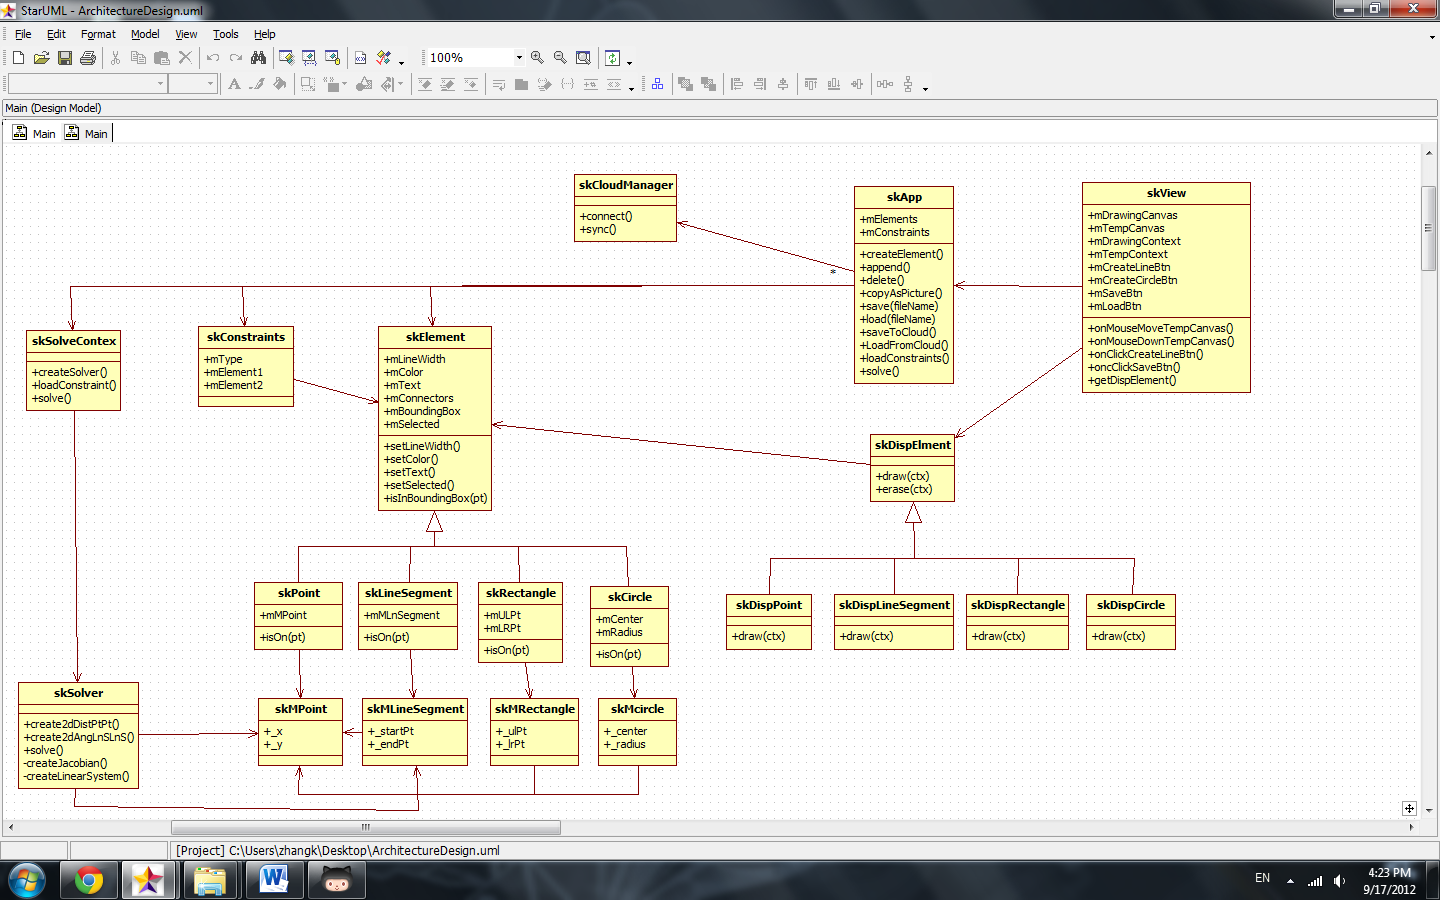 StarUML - ArchitectureDesign.uml
File Edit Format Model View Tools Help
100%
Main (Design Model)
Main Main
skCloudManager
+connect()
+sync()
skApp
+mElements
+mConstraints
+createElement()
+append()
+delete()
+copyAsPicture()
+save(fileName)
+load(fileName)
+saveToCloud()
+LoadFromCloud()
+loadConstraints()
+solve()
*
skView
+mDrawingCanvas
+mTempCanvas
+mDrawingContext
+mTempContext
+mCreateLineBtn
+mCreateCircleBtn
+mSaveBtn
+mLoadBtn
+onMouseMoveTempCanvas()
+onMouseDownTempCanvas()
+onClickCreateLineBtn()
+oncClickSaveBtn()
+getDispElement()
skSolveContex
+createSolver()
+loadConstraint()
+solve()
skConstraints
+mType
+mElement1
+mElement2
skElement
+mLineWidth
+mColor
+mText
+mConnectors
+mBoundingBox
+mSelected
+setLineWidth()
+setColor()
+setText()
+setSelected()
+isInBoundingBox(pt)
skDispElment
+draw(ctx)
+erase(ctx)
skPoint
+mMPoint
+isOn(pt)
skLineSegment
+mMLnSegment
+isOn(pt)
skRectangle
+mULPt
+mLRPt
+isOn(pt)
skCircle
+mCenter
+mRadius
+isOn(pt)
skDispPoint
+draw(ctx)
skDispLineSegment
+draw(ctx)
skDispRectangle
+draw(ctx)
skDispCircle
+draw(ctx)
skSolver
+create2dDistPtPt()
+create2dAngLnSLnS()
+solve()
-createJacobian()
-createLinearSystem()
skMPoint
+_x
+_y
skMLineSegment
+_startPt
+_endPt
skMRectangle
+_ulPt
+_lrPt
skMcircle
+_center
+_radius
[Project] C:\Users\zhangk\Desktop\ArchitectureDesign.uml
EN
4:23 PM
9/17/2012